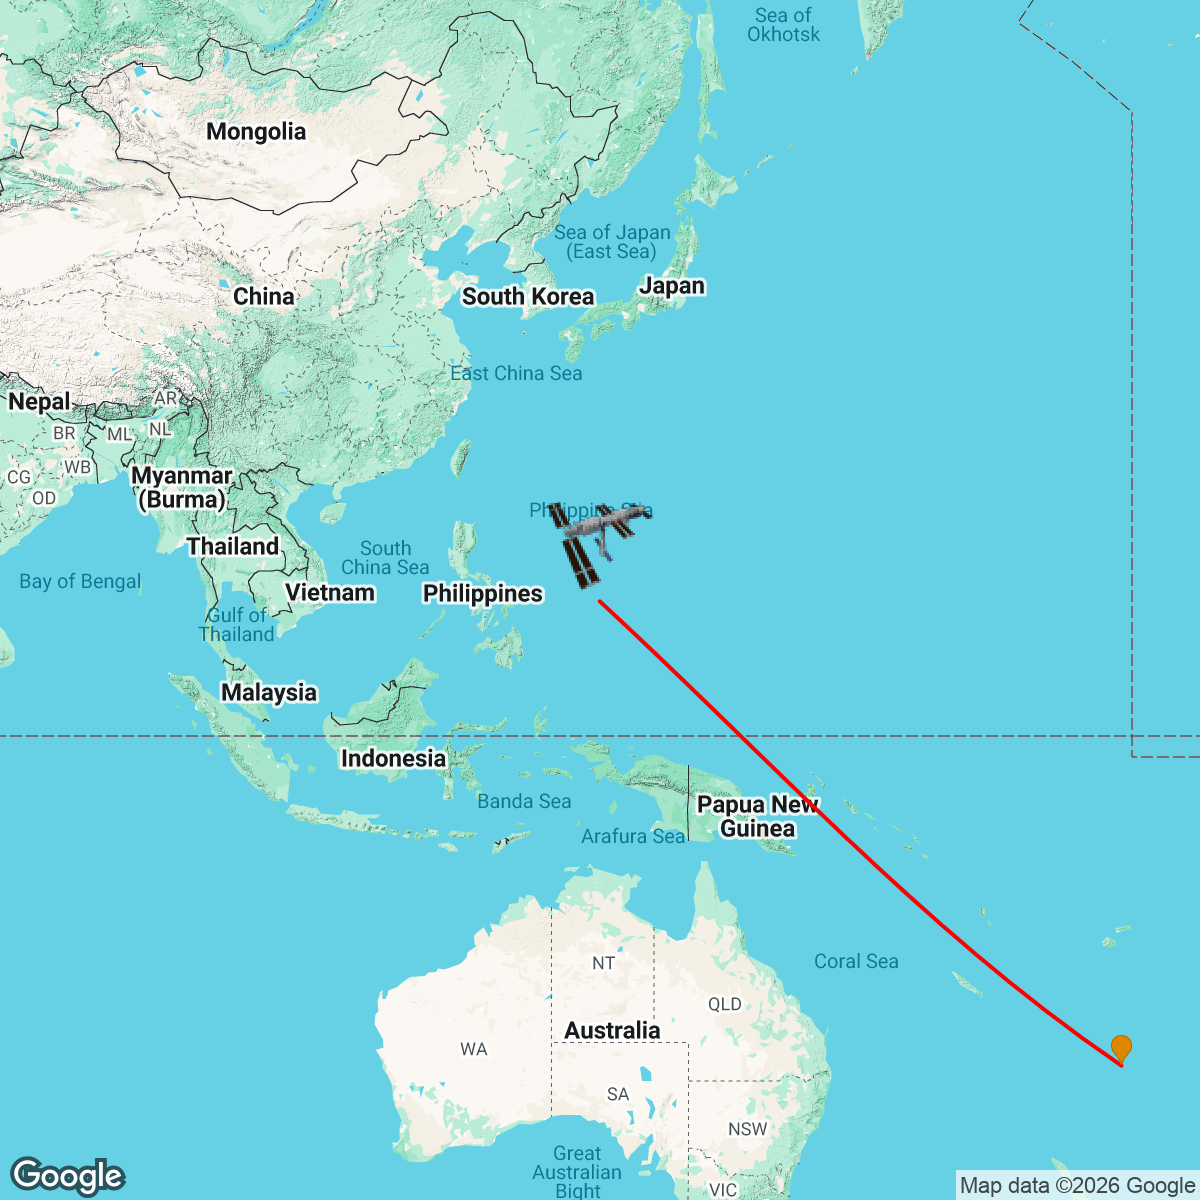 Sea of
Okhotsk
Mongolia
Sea of Japan
(East Sea)
Japan
South Korea
China
East China Sea
Nepal
AR
BR
ML
NL
WB
CG
OD
Myanmar
(Burma)
Philippine Sea
Thailand
South
China Sea
Bay of Bengal
Vietnam
Philippines
Gulf of
Thailand
Malaysia
Indonesia
Banda Sea
Papua New
Guinea
Arafura Sea
Coral Sea
NT
QLD
Australia
WA
SA
NSW
Great
Australian
Bight
VIC
Google
Map data ©2026 Google